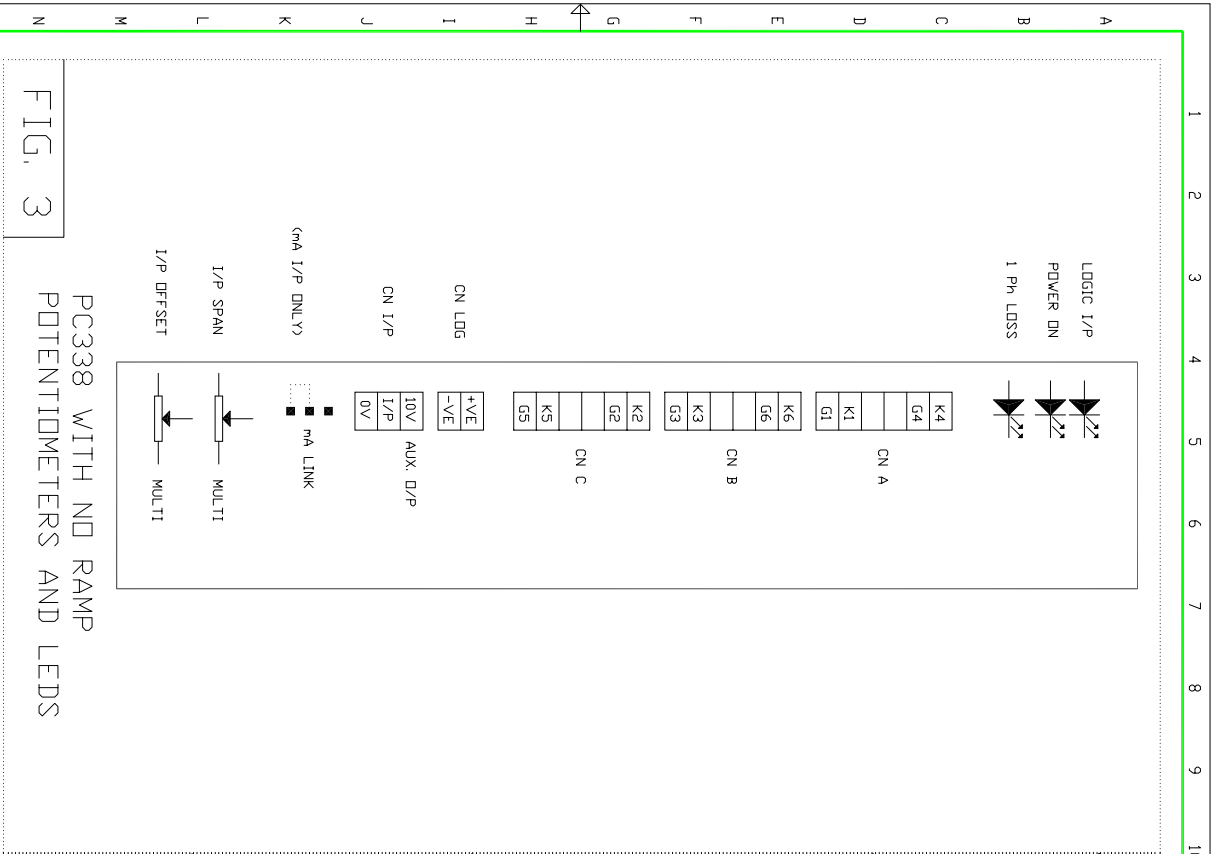 1 2 3 4 5 6 7 8 9
A
B
C
D
E
F
G
H
I
J
K
L
M
N
LOGIC I/P
POWER ON
1 Ph LOSS
K4
G4
K1
G1
CN A
K6
G6
K3
G3
CN B
K2
G2
K5
G5
CN C
CN LOG
+VE
-VE
CN I/P
10V
I/P
0V
AUX. O/P
(mA I/P ONLY)
mA LINK
I/P SPAN
MULTI
I/P OFFSET
MULTI
PC338 WITH NO RAMP
POTENTIOMETERS AND LEDS
FIG. 3